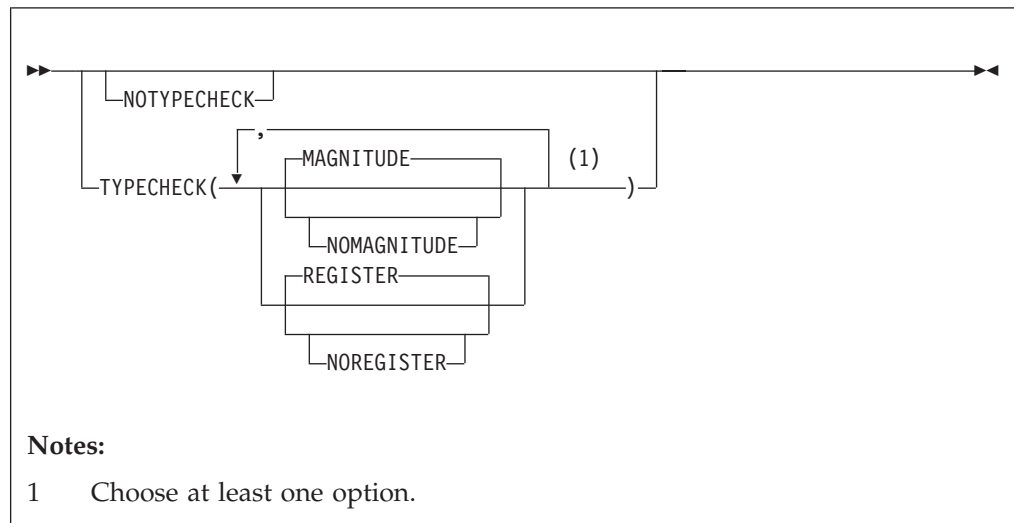 NOTYPECHECK
,
MAGNITUDE (1)
TYPECHECK( )
NOMAGNITUDE
REGISTER
NOREGISTER
Notes:
1 Choose at least one option.